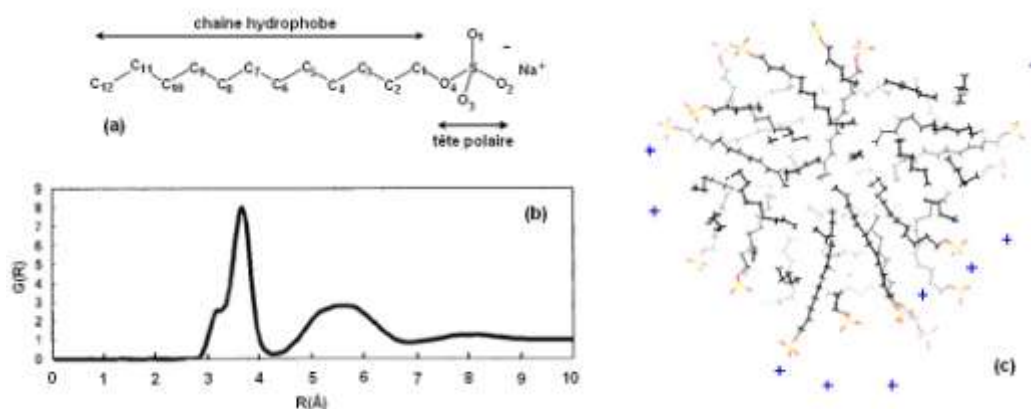 chaine hydrophobe
O₁
C₁₁ C₉ C₇ C₅ C₃ C₁ S – Na⁺
C₁₂ C₁₀ C₈ C₆ C₄ C₂ O₄ O₂
O₃
(a)
tête polaire
9
8
7
6
5
4
3
2
1
0
G(R)
(b)
0 1 2 3 4 5 6 7 8 9 10
R(Å)
+
+
+
+
+
+
+
+
(c)